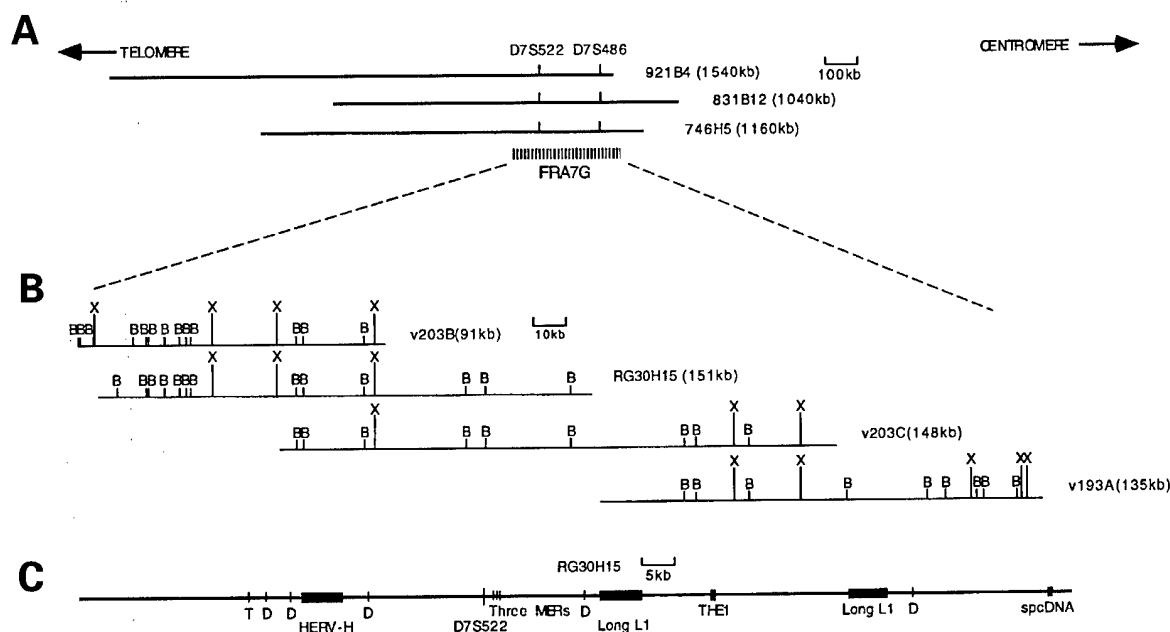 A
TELOMERE
D7S522 D7S486
CENTROMERE
921B4 (1540kb)
100kb
831B12 (1040kb)
746H5 (1160kb)
FRA7G
B
X X X X
BBB BBB B BBB BB B
v203B(91kb)
10kb
X X X
B BB B BBB BB B B B B
RG30H15 (151kb)
X X X
BB B B B B BB B
v203C(148kb)
X X X XX
BB B B B B BB B
v193A(135kb)
C
RG30H15
5kb
T D D HERV-H D D7S522 Three MERs D Long L1 THE1 Long L1 D spcDNA